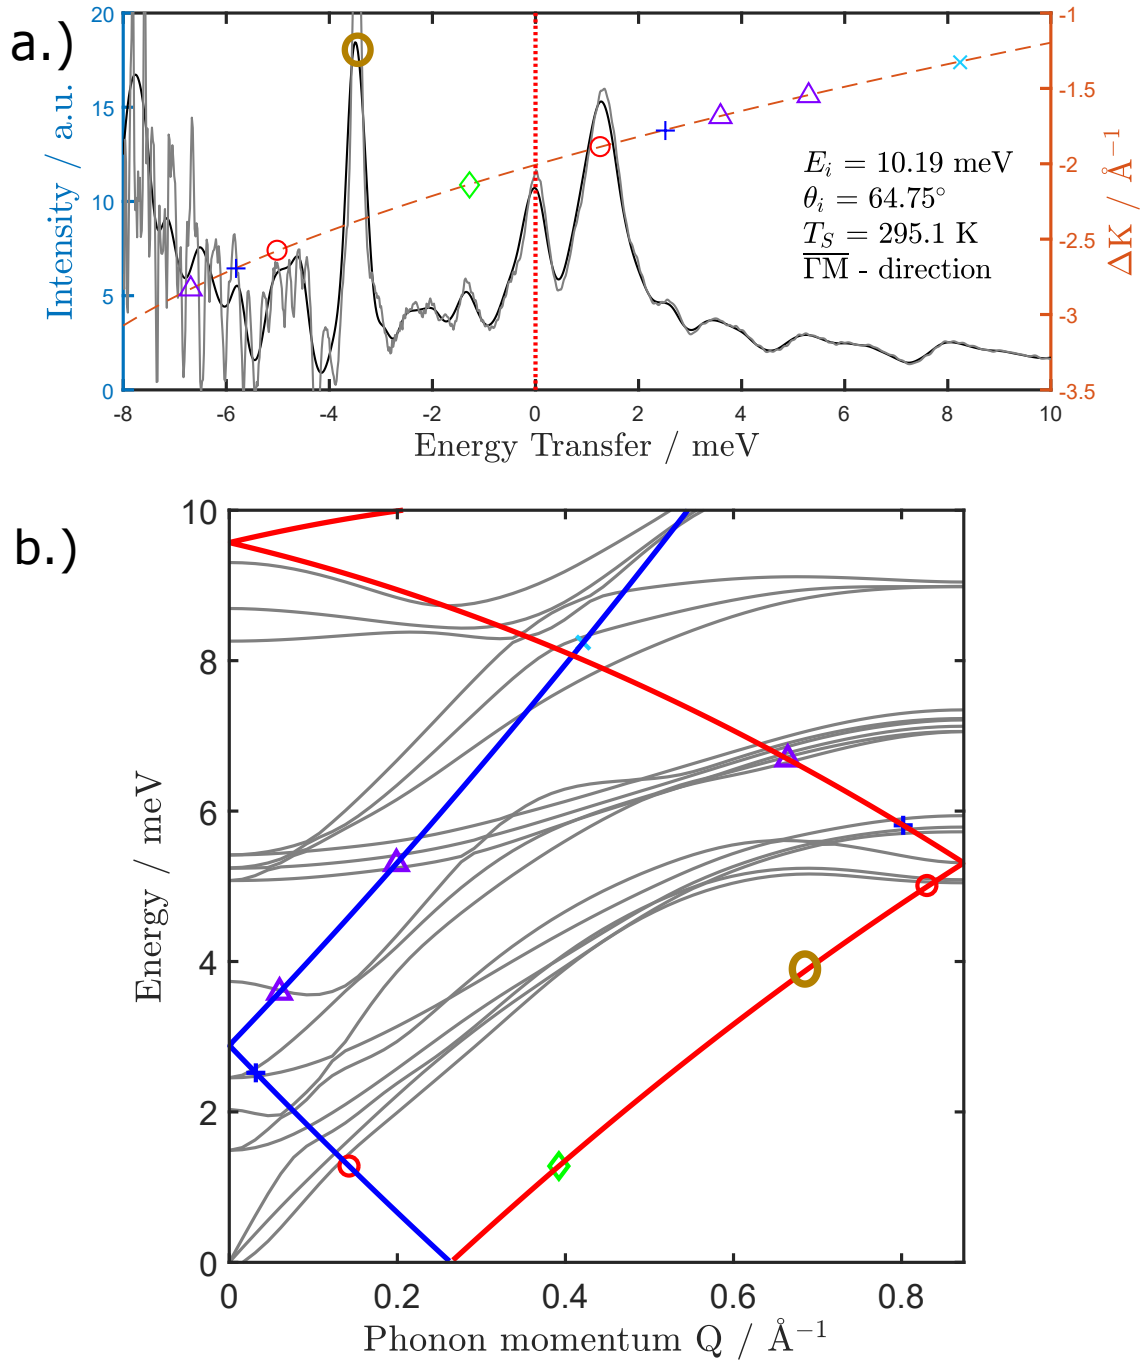 a.)
20
15
10
5
0
Intensity / a.u.
-1
-1.5
-2
-2.5
-3
-3.5
ΔK / Å⁻¹
E_i = 10.19 meV
θ_i = 64.75°
T_S = 295.1 K
Γ̅M̅ - direction
-8 -6 -4 -2 0 2 4 6 8 10
Energy Transfer / meV
b.)
10
8
6
4
2
0
Energy / meV
0 0.2 0.4 0.6 0.8
Phonon momentum Q / Å⁻¹